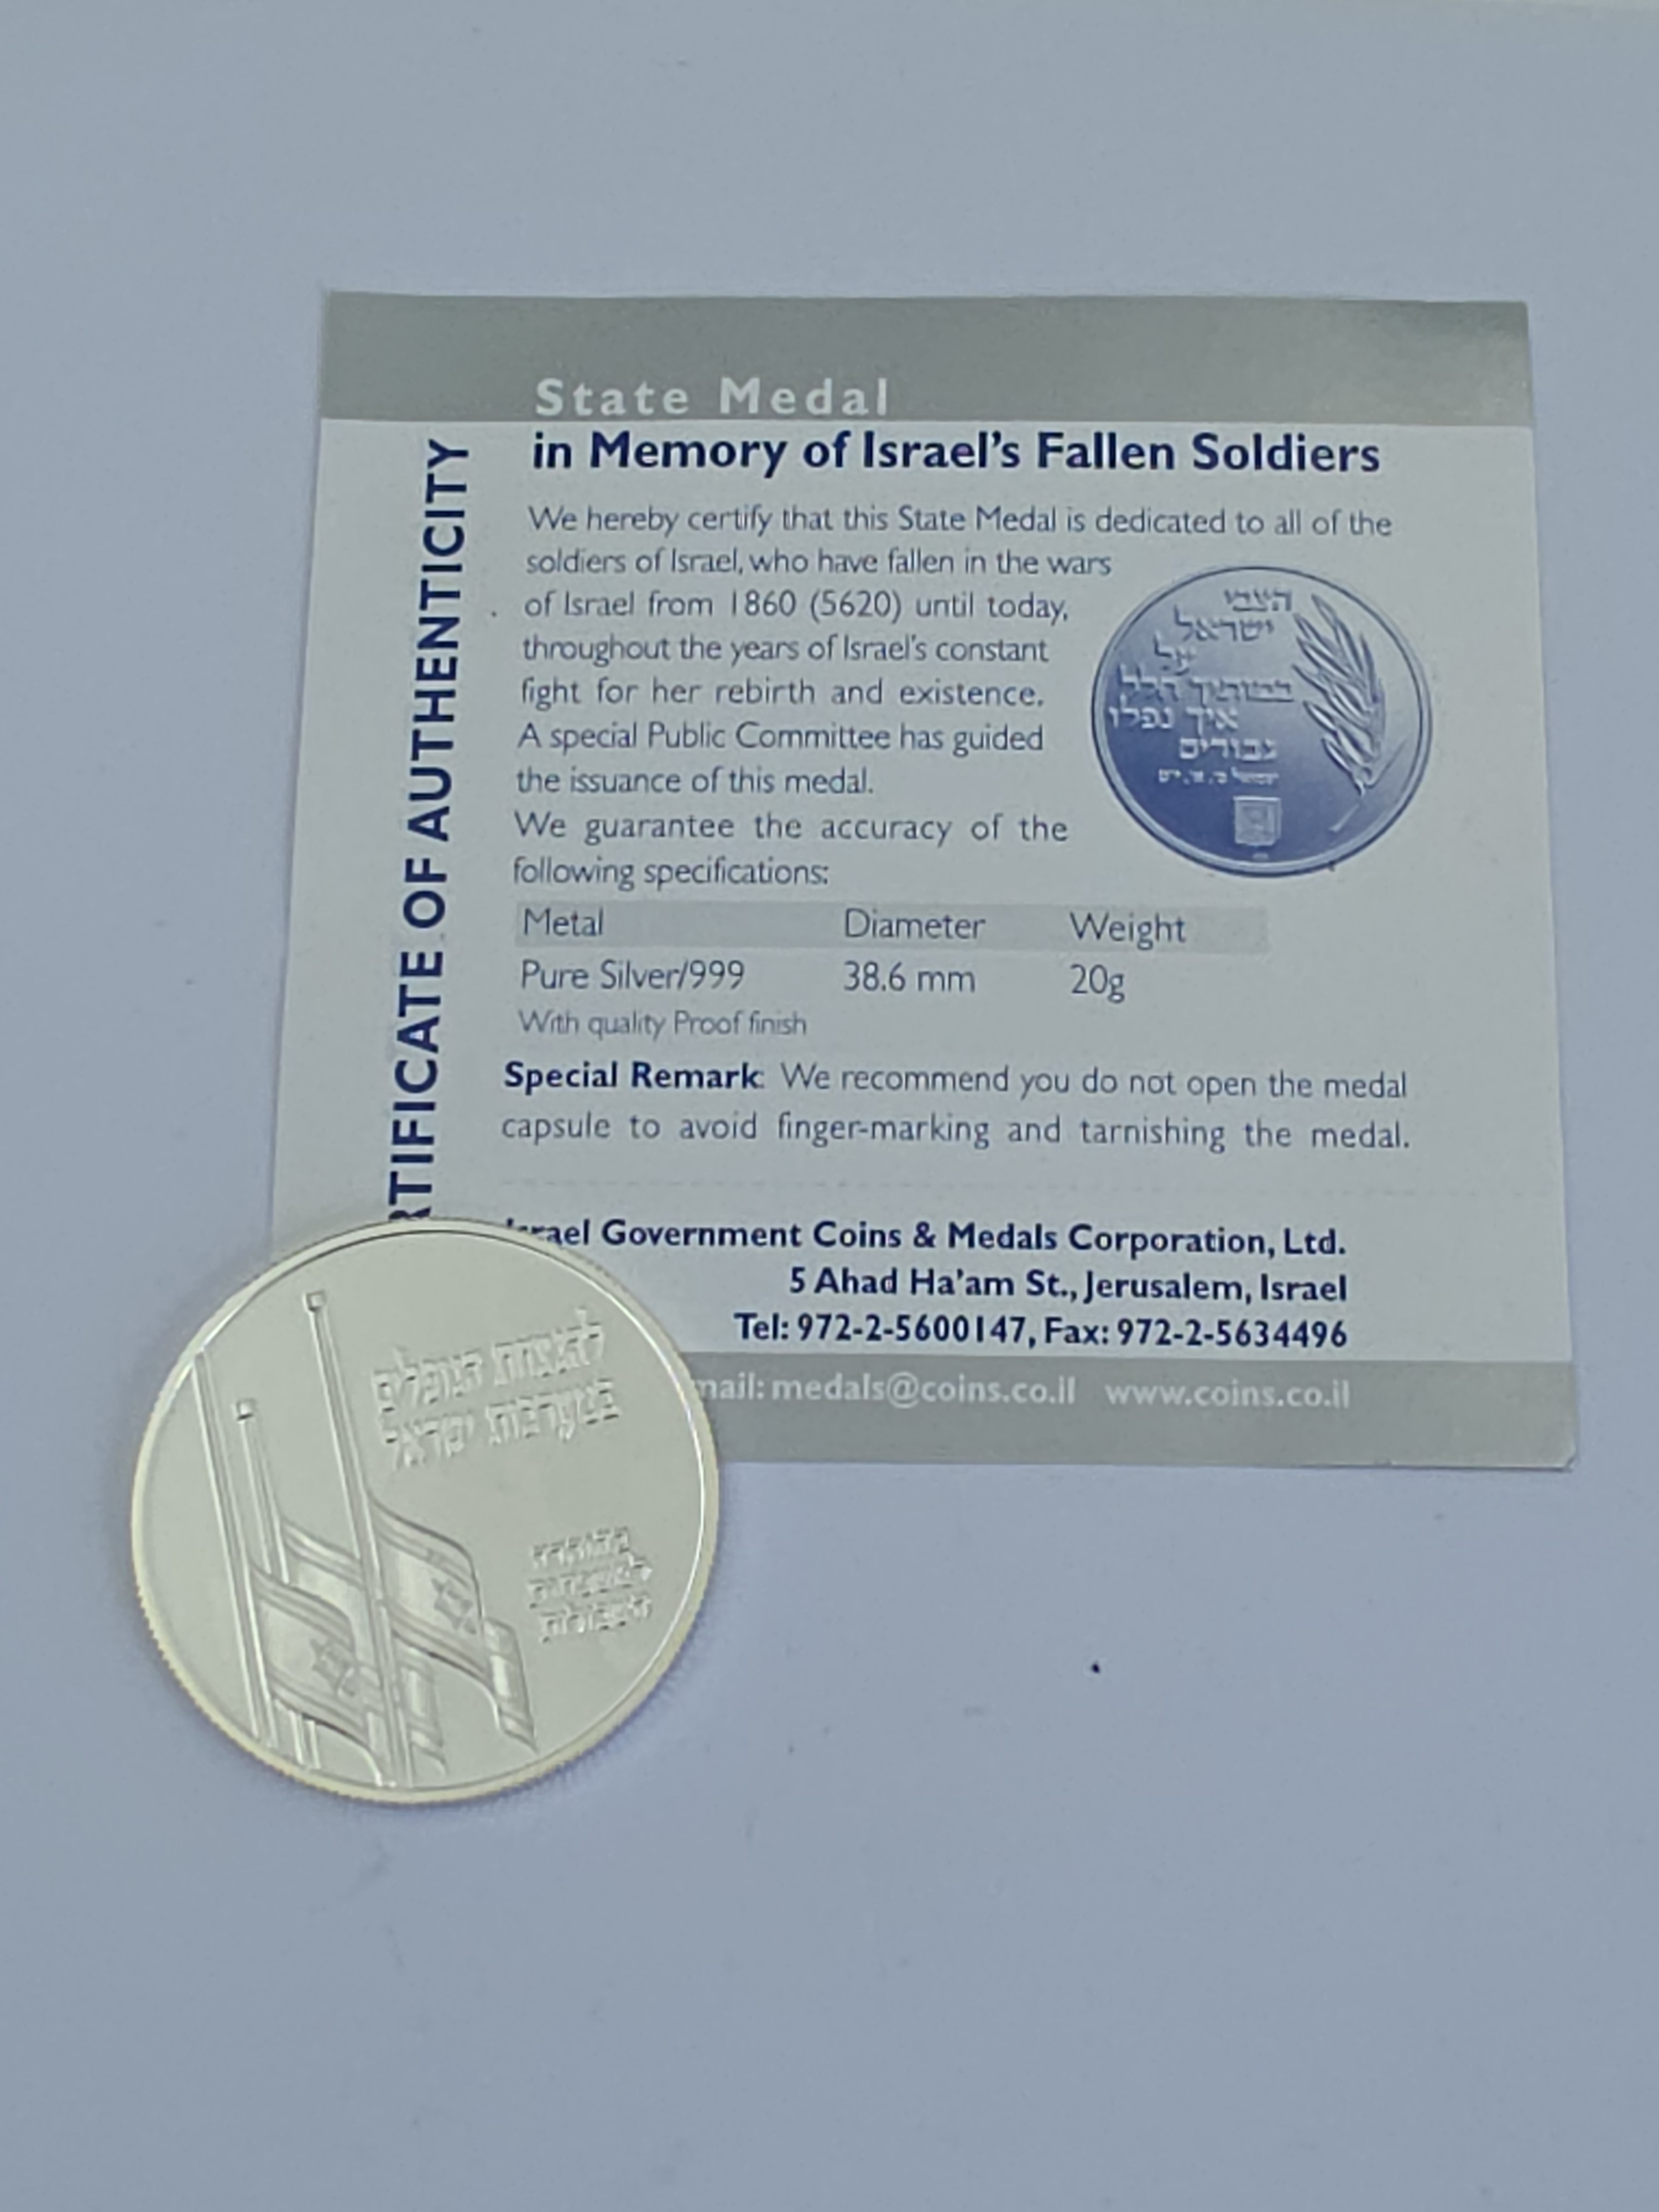 State Medal
in Memory of Israel's Fallen Soldiers
We hereby certify that this State Medal is dedicated to all of the
soldiers of Israel, who have fallen in the wars
of Israel from 1860 (5620) until today,
throughout the years of Israel's constant
fight for her rebirth and existence.
A special Public Committee has guided
the issuance of this medal.
We guarantee the accuracy of the
following specifications:
Metal Diameter Weight
Pure Silver/999 38.6 mm 20g
With quality Proof finish
Special Remark: We recommend you do not open the medal
capsule to avoid finger-marking and tarnishing the medal.
Israel Government Coins & Medals Corporation, Ltd.
5 Ahad Ha'am St., Jerusalem, Israel
Tel: 972-2-5600147, Fax: 972-2-5634496
mail: medals@coins.co.il www.coins.co.il
RTIFICATE OF AUTHENTICITY
הצבי
ישראל
על
במותיך חלל
איך נפלו
גבורים
להנצחת הנופלים
במערכות ישראל